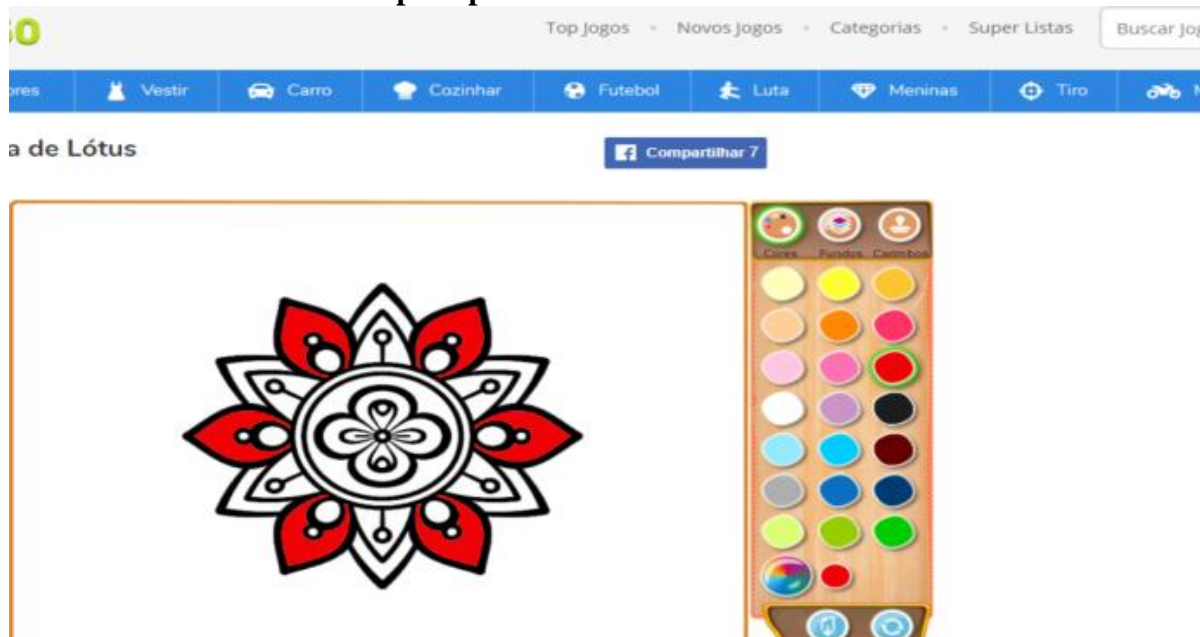 Top Jogos Novos Jogos Categorias Super Listas Buscar Jog
Vestir Carro Cozinhar Futebol Luta Meninas Tiro
a de Lótus
Compartilhar 7
Cores Fundos Carimbos